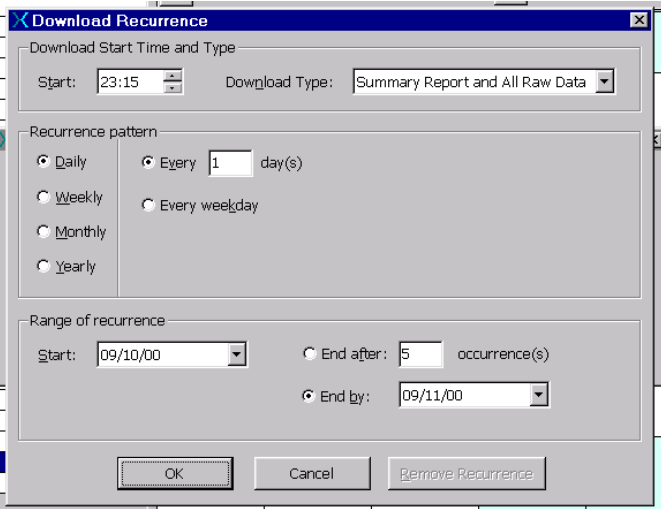 Download Recurrence
Download Start Time and Type
Start: 23:15 Download Type: Summary Report and All Raw Data
Recurrence pattern
Daily Every 1 day(s)
Weekly Every weekday
Monthly
Yearly
Range of recurrence
Start: 09/10/00 End after: 5 occurrence(s)
End by: 09/11/00
OK Cancel Remove Recurrence